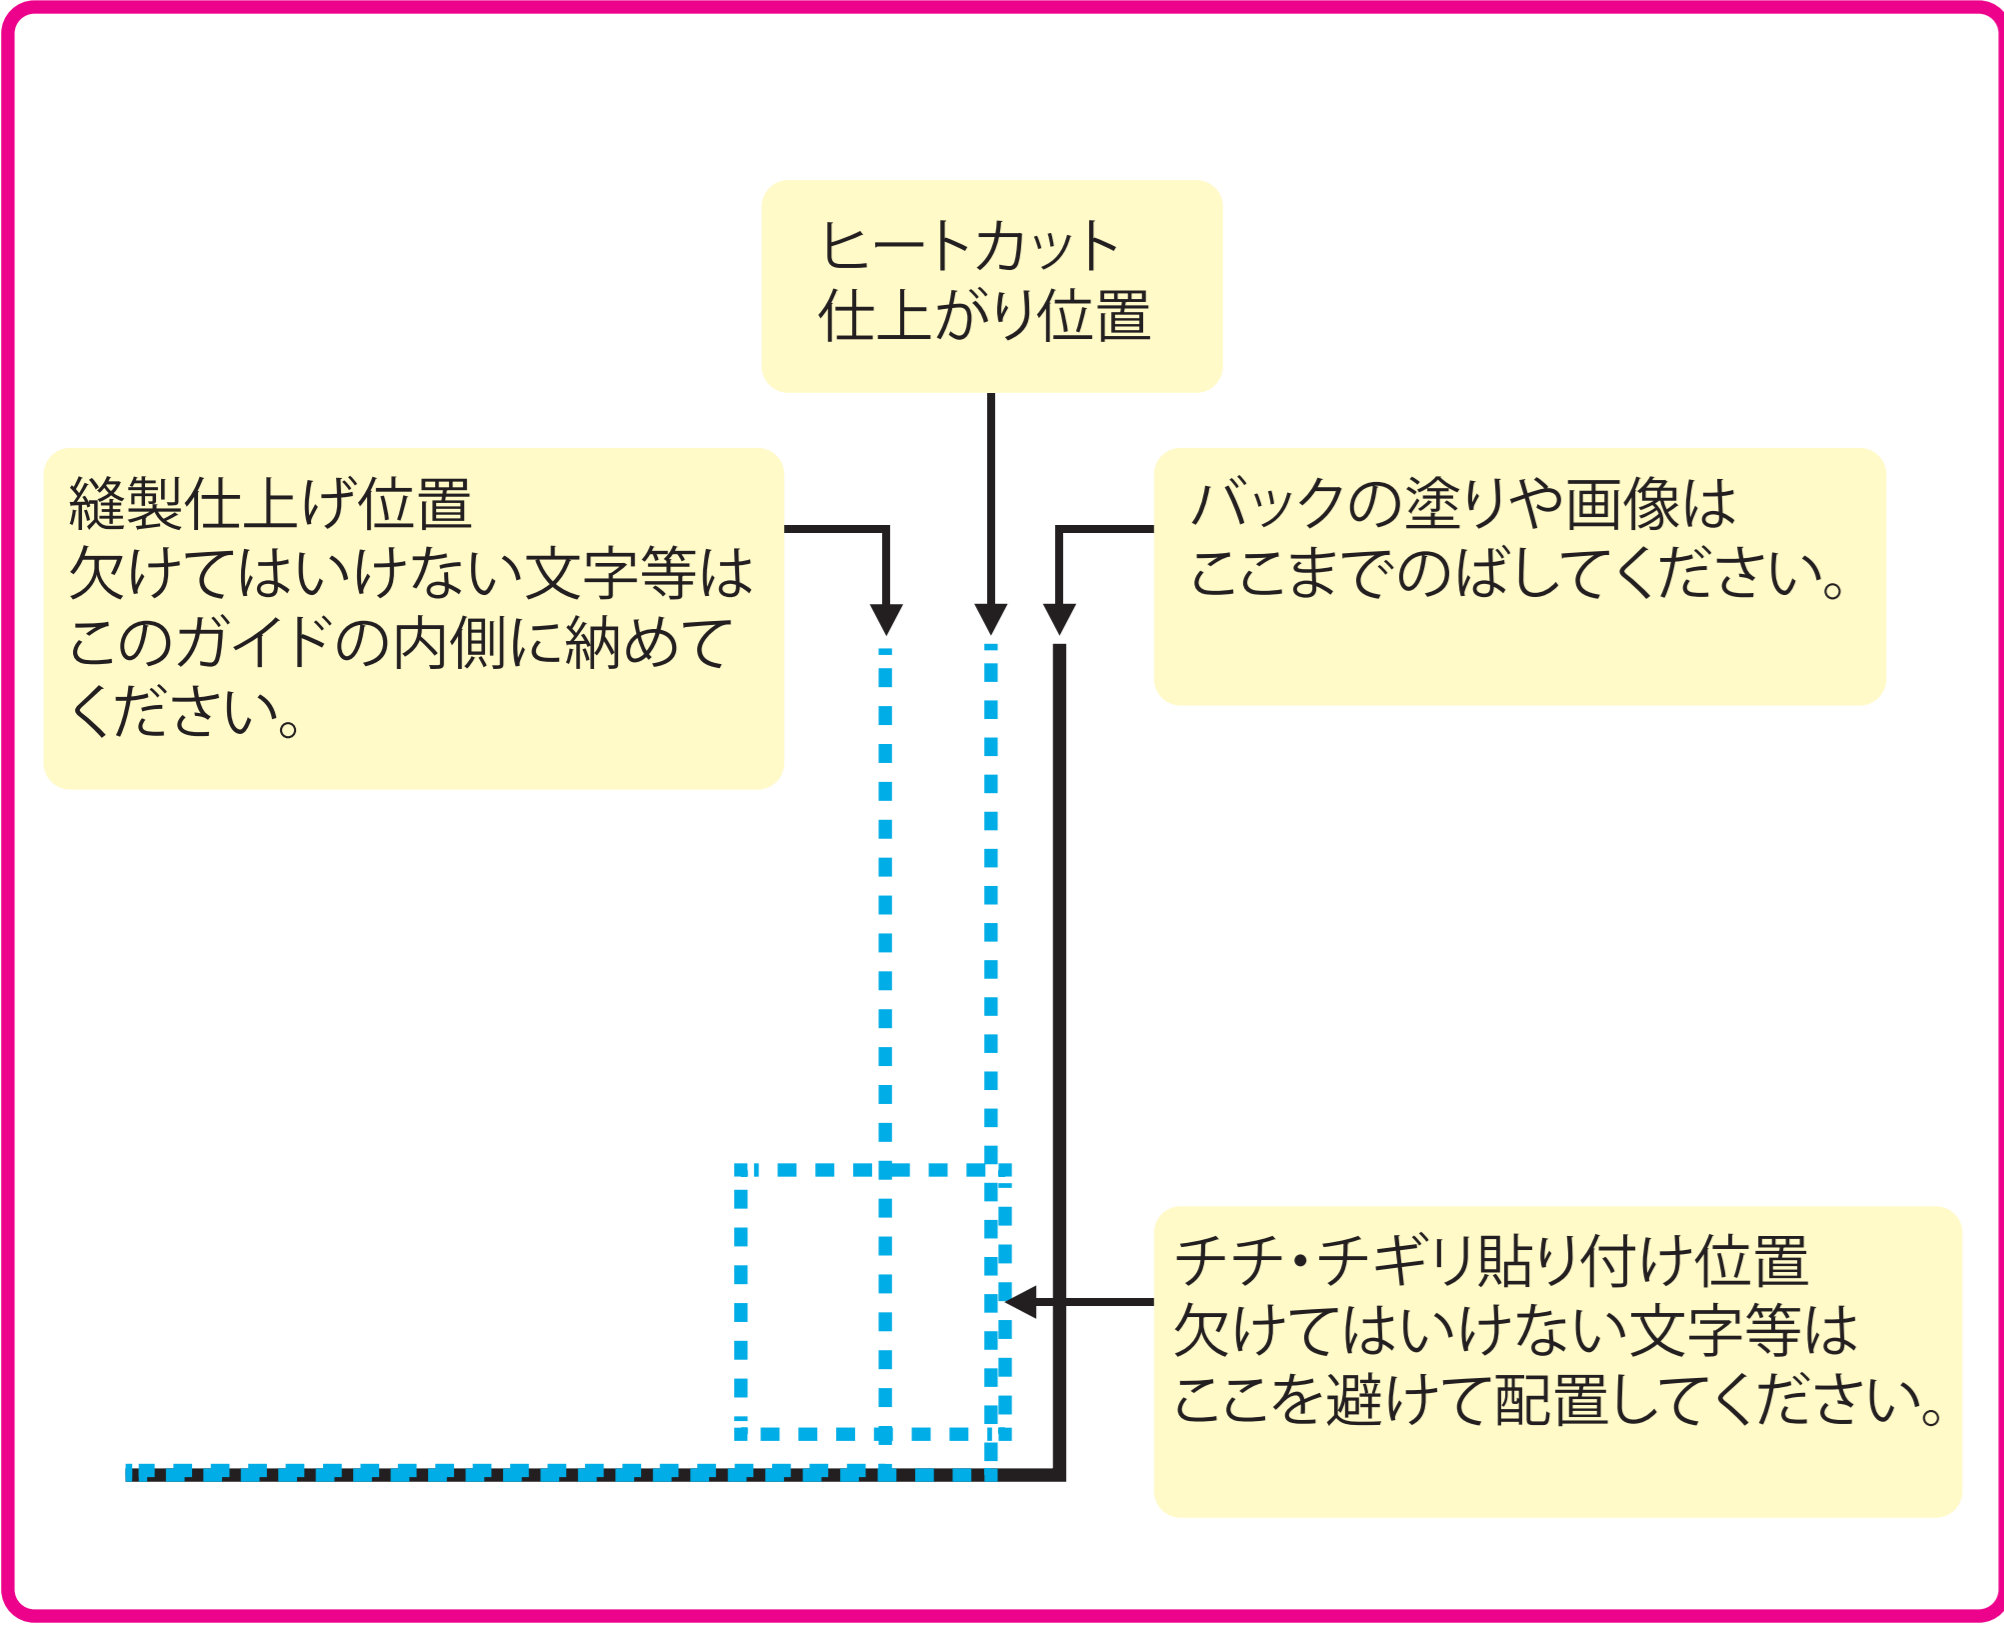 ヒートカット
仕上がり位置
縫製仕上げ位置
欠けてはいけない文字等は
このガイドの内側に納めて
ください。
バックの塗りや画像は
ここまでのばしてください。
チチ・チギリ貼り付け位置
欠けてはいけない文字等は
ここを避けて配置してください。